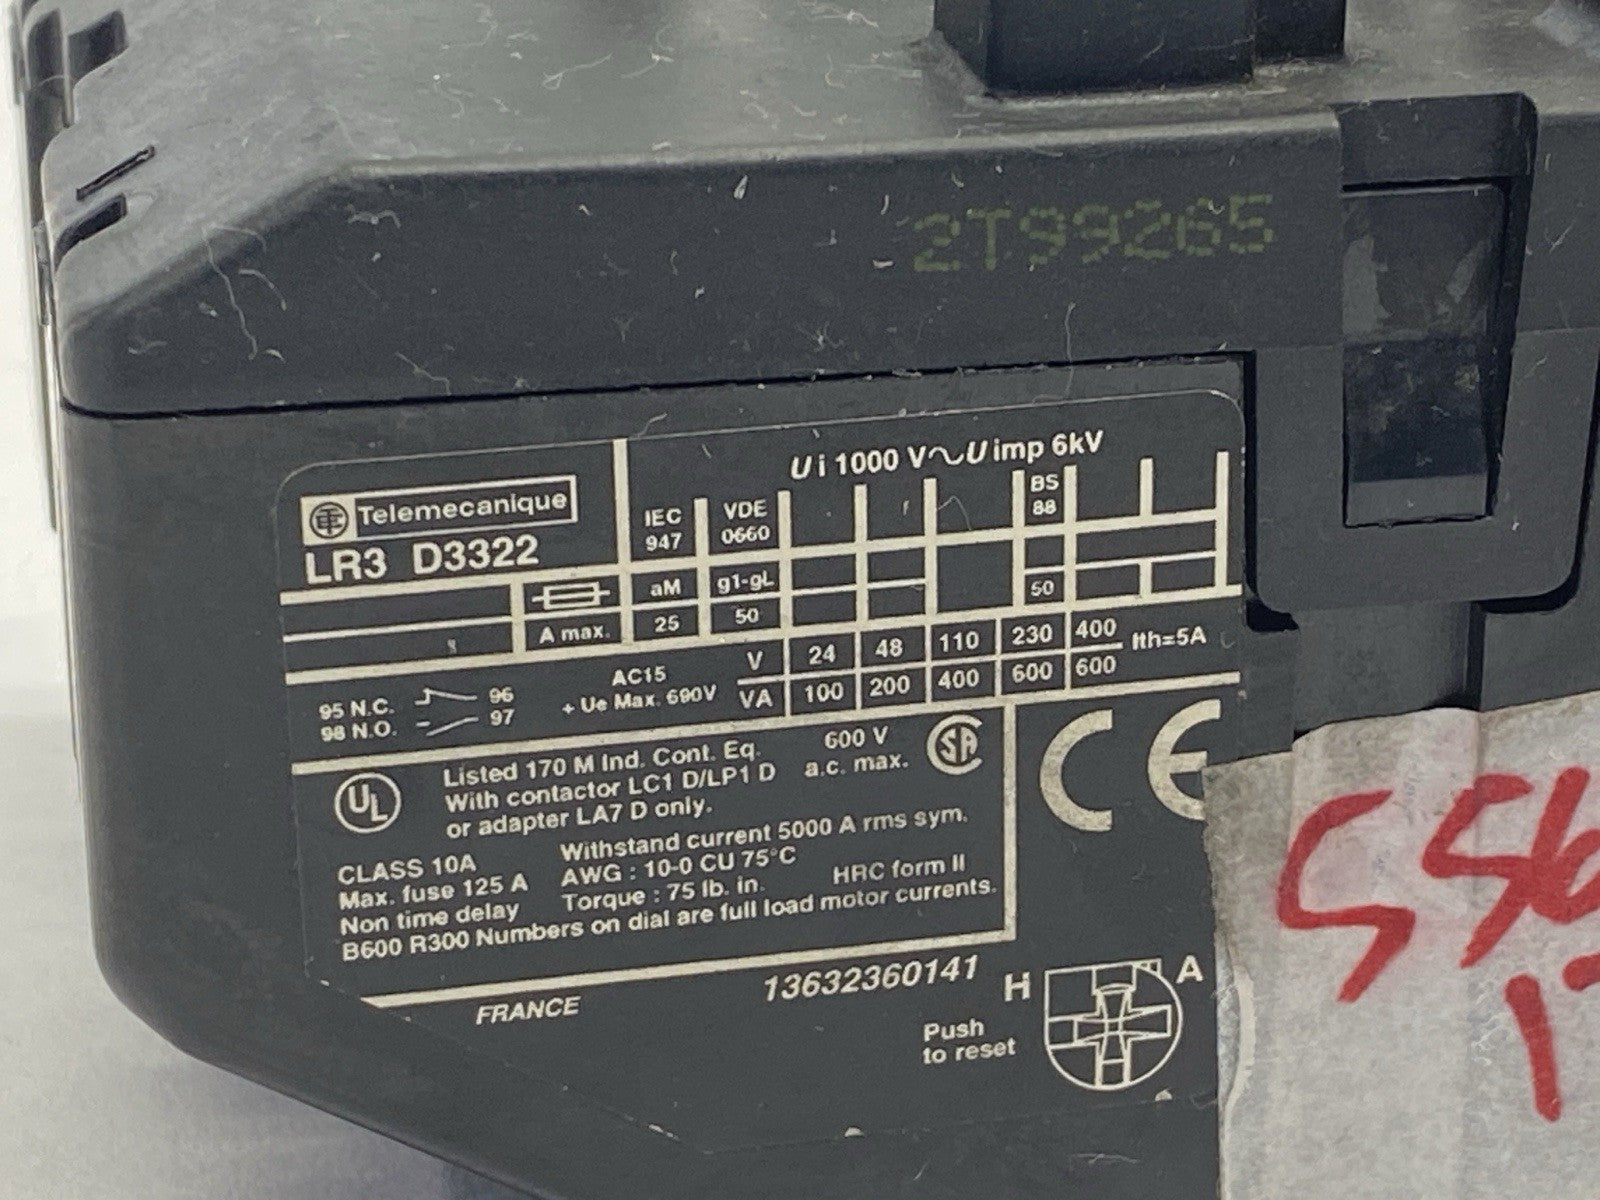 2T99265
Ui 1000 V~Uimp 6kV
Telemecanique
LR3 D3322
IEC 947
VDE 0660
BS 88
aM
g1-gL
A max.
25
50
50
95 N.C. 96
98 N.O. 97
AC15
+ Ue Max. 690V
V 24 48 110 230 400
VA 100 200 400 600 600
Ith=5A
UL
Listed 170 M Ind. Cont. Eq.
With contactor LC1 D/LP1 D
or adapter LA7 D only.
600 V
a.c. max.
SA
CE
CLASS 10A
Max. fuse 125 A
Non time delay
Withstand current 5000 A rms sym.
AWG : 10-0 CU 75°C
Torque : 75 lb. in.
HRC form II
B600 R300 Numbers on dial are full load motor currents.
FRANCE
13632360141
H A
Push
to reset